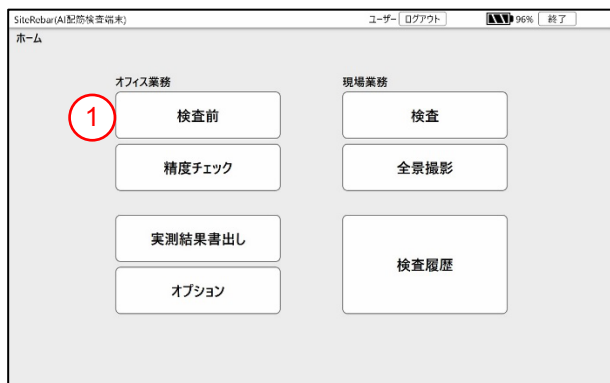 SiteRebar(AI配筋検査端末) ユーザー ログアウト 96% 終了
ホーム
オフィス業務 現場業務
1 検査前 検査
精度チェック 全景撮影
実測結果書出し
検査履歴
オプション